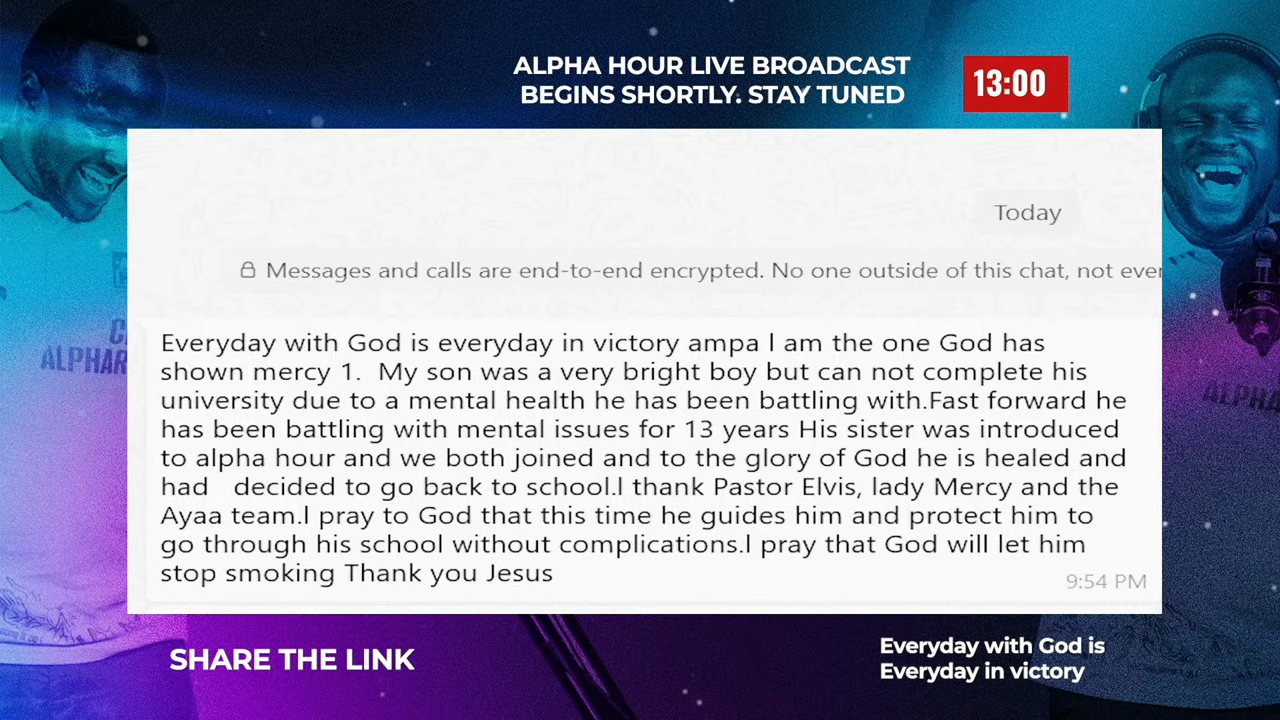 ALPHA HOUR LIVE BROADCAST
BEGINS SHORTLY. STAY TUNED
13:00
Today
Messages and calls are end-to-end encrypted. No one outside of this chat, not ever
Everyday with God is everyday in victory ampa I am the one God has
shown mercy 1.  My son was a very bright boy but can not complete his
university due to a mental health he has been battling with.Fast forward he
has been battling with mental issues for 13 years His sister was introduced
to alpha hour and we both joined and to the glory of God he is healed and
had   decided to go back to school.I thank Pastor Elvis, lady Mercy and the
Ayaa team.I pray to God that this time he guides him and protect him to
go through his school without complications.I pray that God will let him
stop smoking Thank you Jesus
9:54 PM
ALPHAR
ALPHA
SHARE THE LINK
Everyday with God is
Everyday in victory